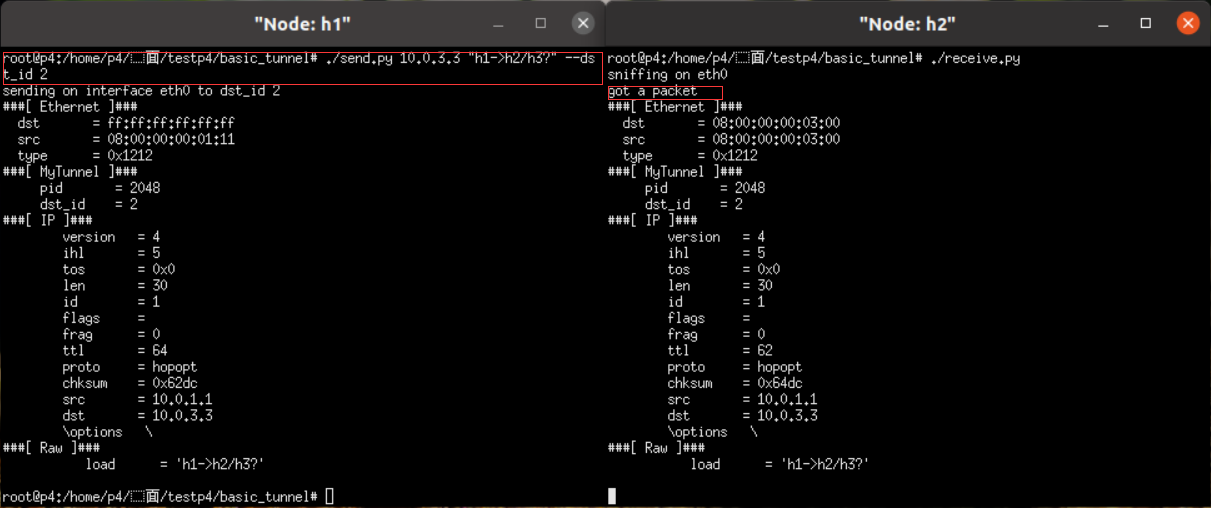 "Node: h1"
root@p4:/home/p4/面/testp4/basic_tunnel# ./send.py 10.0.3.3 "h1->h2/h3?" --ds
t_id 2
sending on interface eth0 to dst_id 2
###[ Ethernet ]###
dst = ff:ff:ff:ff:ff:ff
src = 08:00:00:00:01:11
type = 0x1212
###[ MyTunnel ]###
pid = 2048
dst_id = 2
###[ IP ]###
version = 4
ihl = 5
tos = 0x0
len = 30
id = 1
flags =
frag = 0
ttl = 64
proto = hopopt
chksum = 0x62dc
src = 10.0.1.1
dst = 10.0.3.3
\options \
###[ Raw ]###
load = 'h1->h2/h3?'
root@p4:/home/p4/面/testp4/basic_tunnel#
"Node: h2"
root@p4:/home/p4/面/testp4/basic_tunnel# ./receive.py
sniffing on eth0
got a packet
###[ Ethernet ]###
dst = 08:00:00:00:03:00
src = 08:00:00:00:03:00
type = 0x1212
###[ MyTunnel ]###
pid = 2048
dst_id = 2
###[ IP ]###
version = 4
ihl = 5
tos = 0x0
len = 30
id = 1
flags =
frag = 0
ttl = 62
proto = hopopt
chksum = 0x64dc
src = 10.0.1.1
dst = 10.0.3.3
\options \
###[ Raw ]###
load = 'h1->h2/h3?'